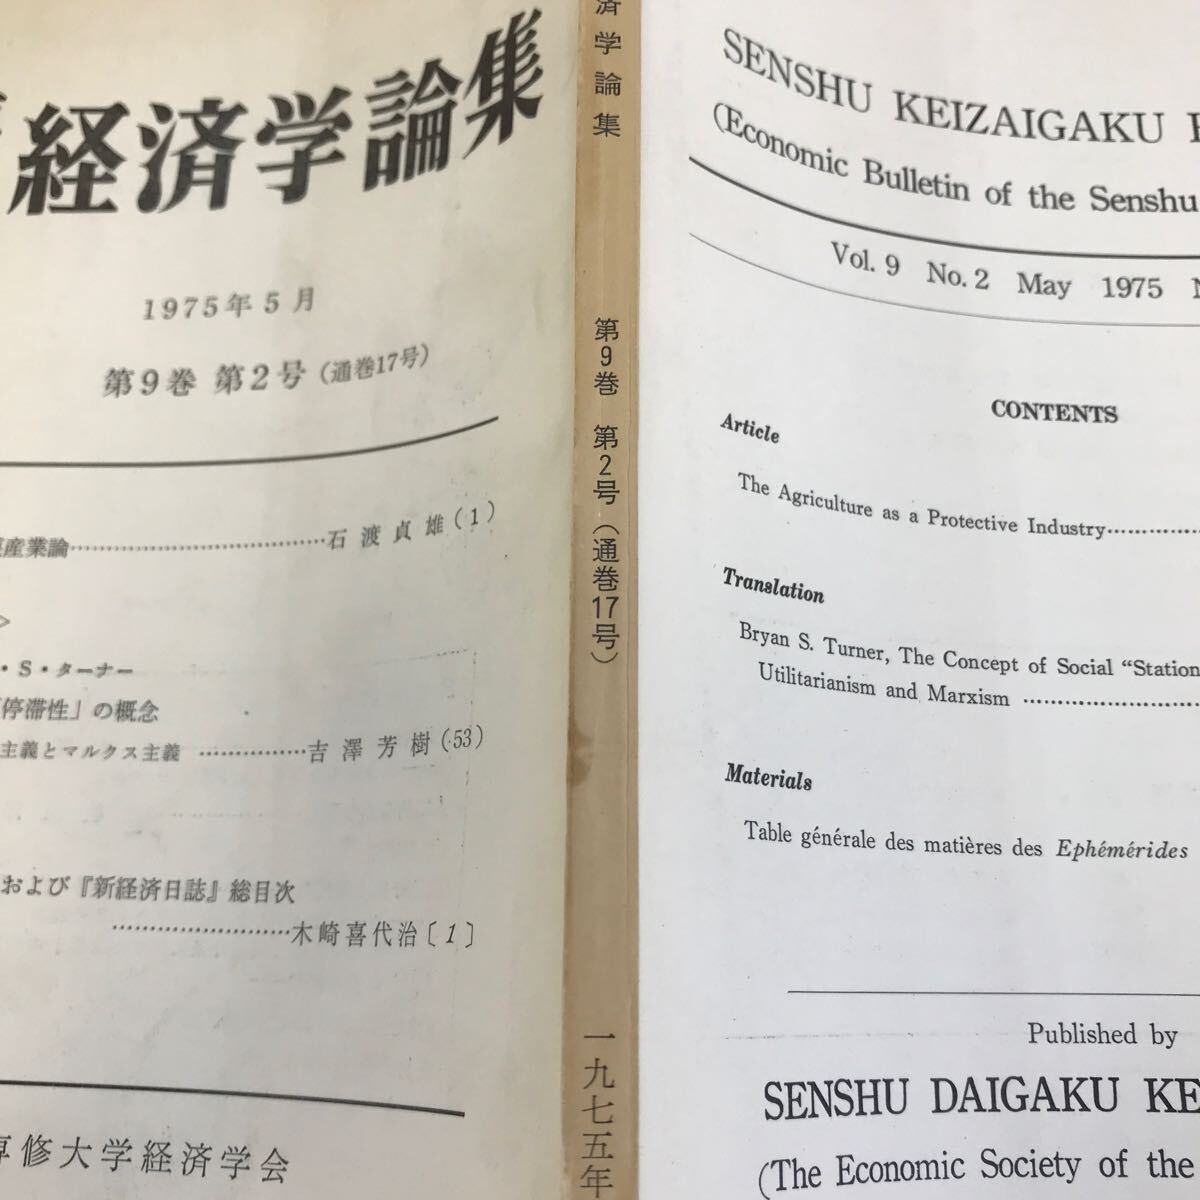 経済学論集
1975年5月
第9巻 第2号(通巻17号)
産業論……………………………石渡貞雄(1)
>
・S・ターナー
停滞性」の概念
主義とマルクス主義 ……………吉澤芳樹(53)
および『新経済日誌』総目次
……………………木崎喜代治〔1〕
専修大学経済学会
済学論集
第9巻 第2号(通巻17号)
一九七五年
SENSHU KEIZAIGAKU
(Economic Bulletin of the Senshu
Vol. 9 No. 2 May 1975
CONTENTS
Article
The Agriculture as a Protective Industry……………
Translation
Bryan S. Turner, The Concept of Social “Station
Utilitarianism and Marxism ……………………
Materials
Table générale des matières des Ephémérides
Published by
SENSHU DAIGAKU KE
(The Economic Society of the